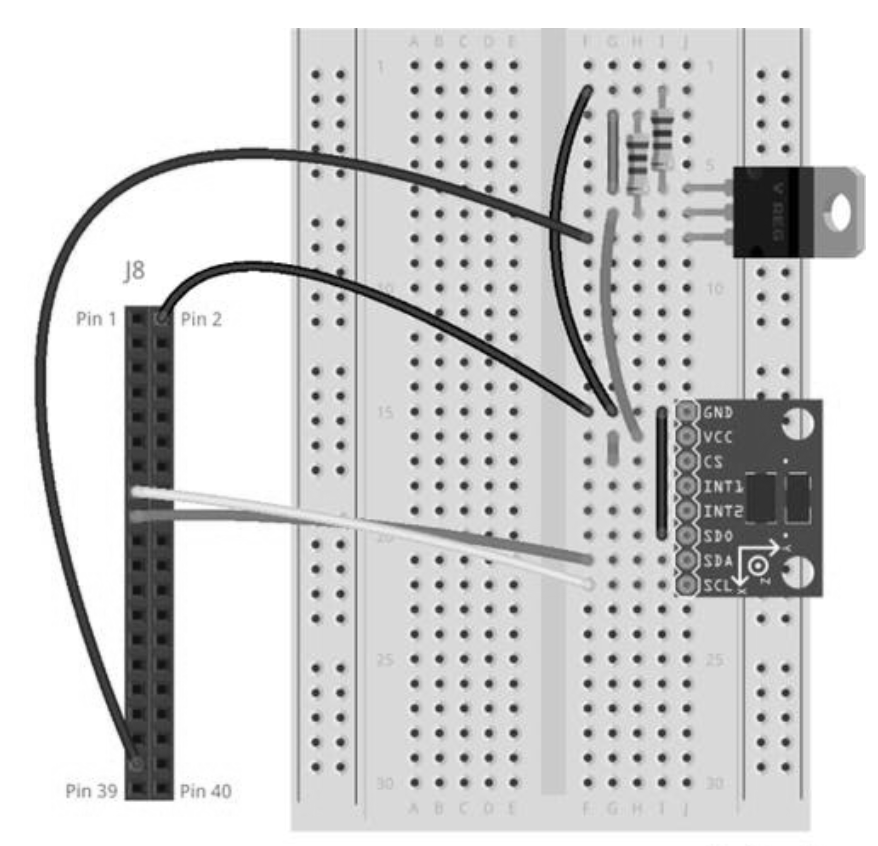 A B C D E F G H I J
1 1
5 5
V REG
J8
10 10
Pin 1 Pin 2
15 15
GND
VCC
CS
INT1
INT2
SDO
20
SDA
SCL
Y
Z
X
25 25
Pin 39 Pin 40
30 30
A B C D E F G H I J